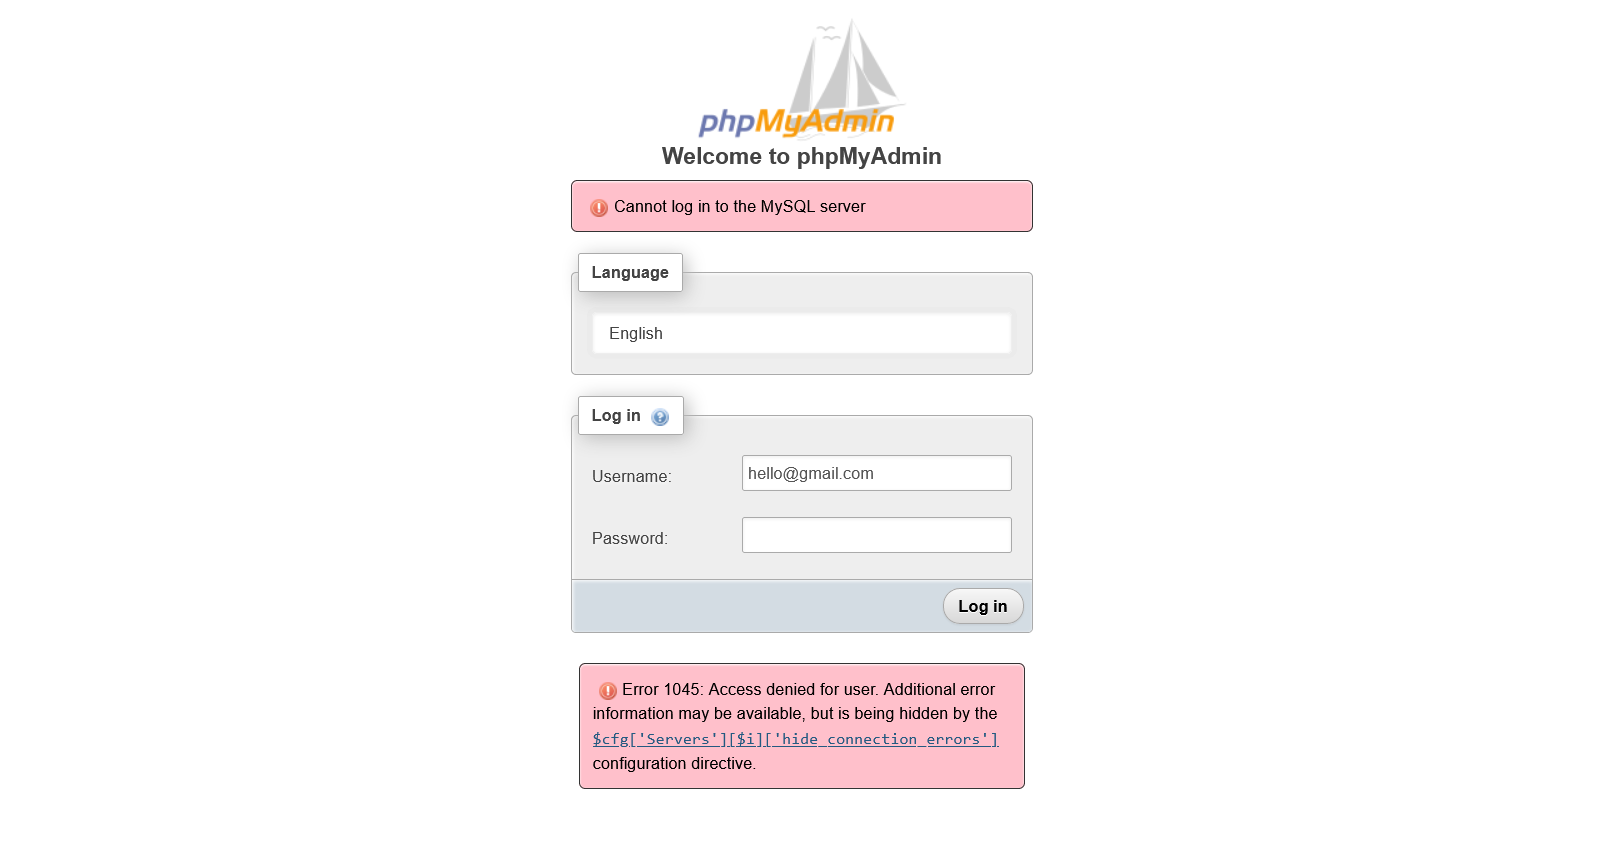 phpMyAdmin
Welcome to phpMyAdmin
Cannot log in to the MySQL server
Language
English
Log in
Username:
hello@gmail.com
Password:
Log in
Error 1045: Access denied for user. Additional error
information may be available, but is being hidden by the
$cfg['Servers'][$i]['hide_connection_errors']
configuration directive.